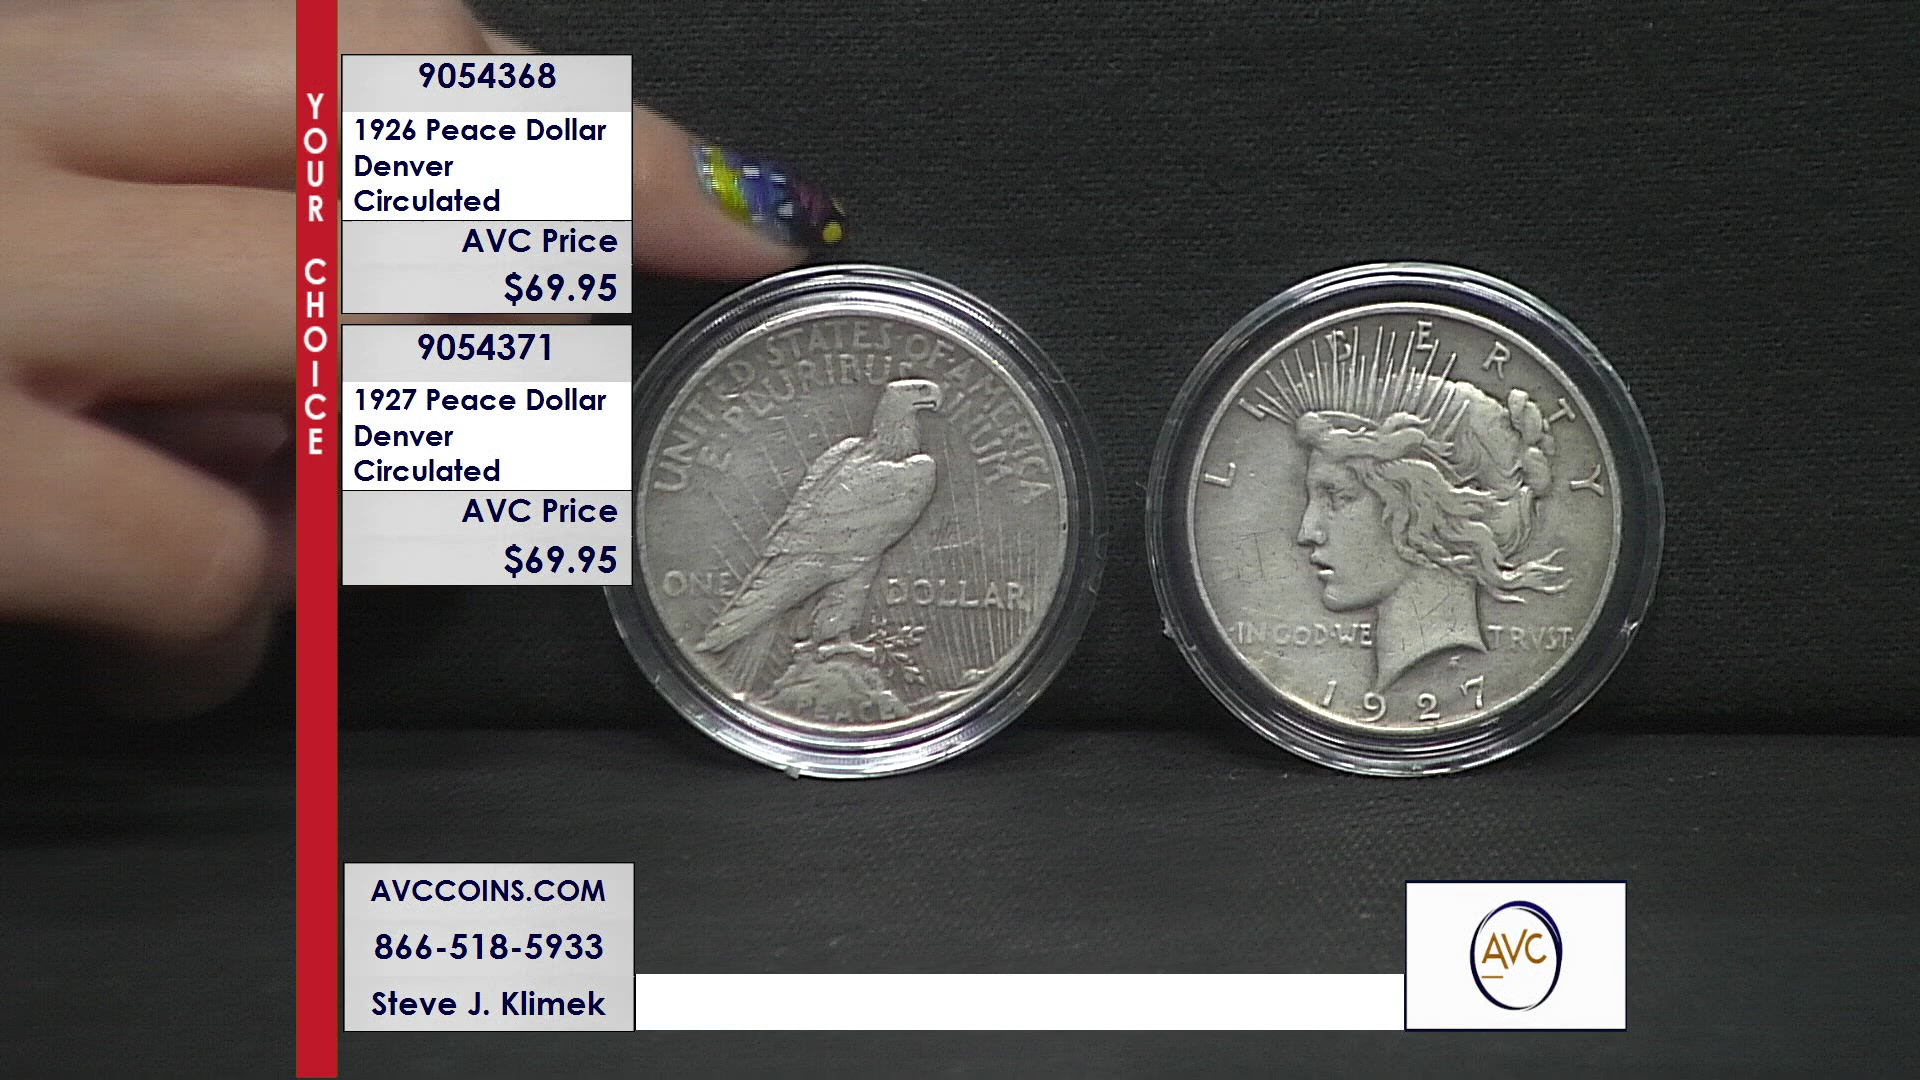 YOUR CHOICE
9054368
1926 Peace Dollar
Denver
Circulated
AVC Price
$69.95
9054371
1927 Peace Dollar
Denver
Circulated
AVC Price
$69.95
UNITED STATES OF AMERICA
E PLURIBUS UNUM
ONE DOLLAR
PEACE
LIBERTY
IN GOD WE TRVST
1927
AVCCOINS.COM
866-518-5933
Steve J. Klimek
AVC